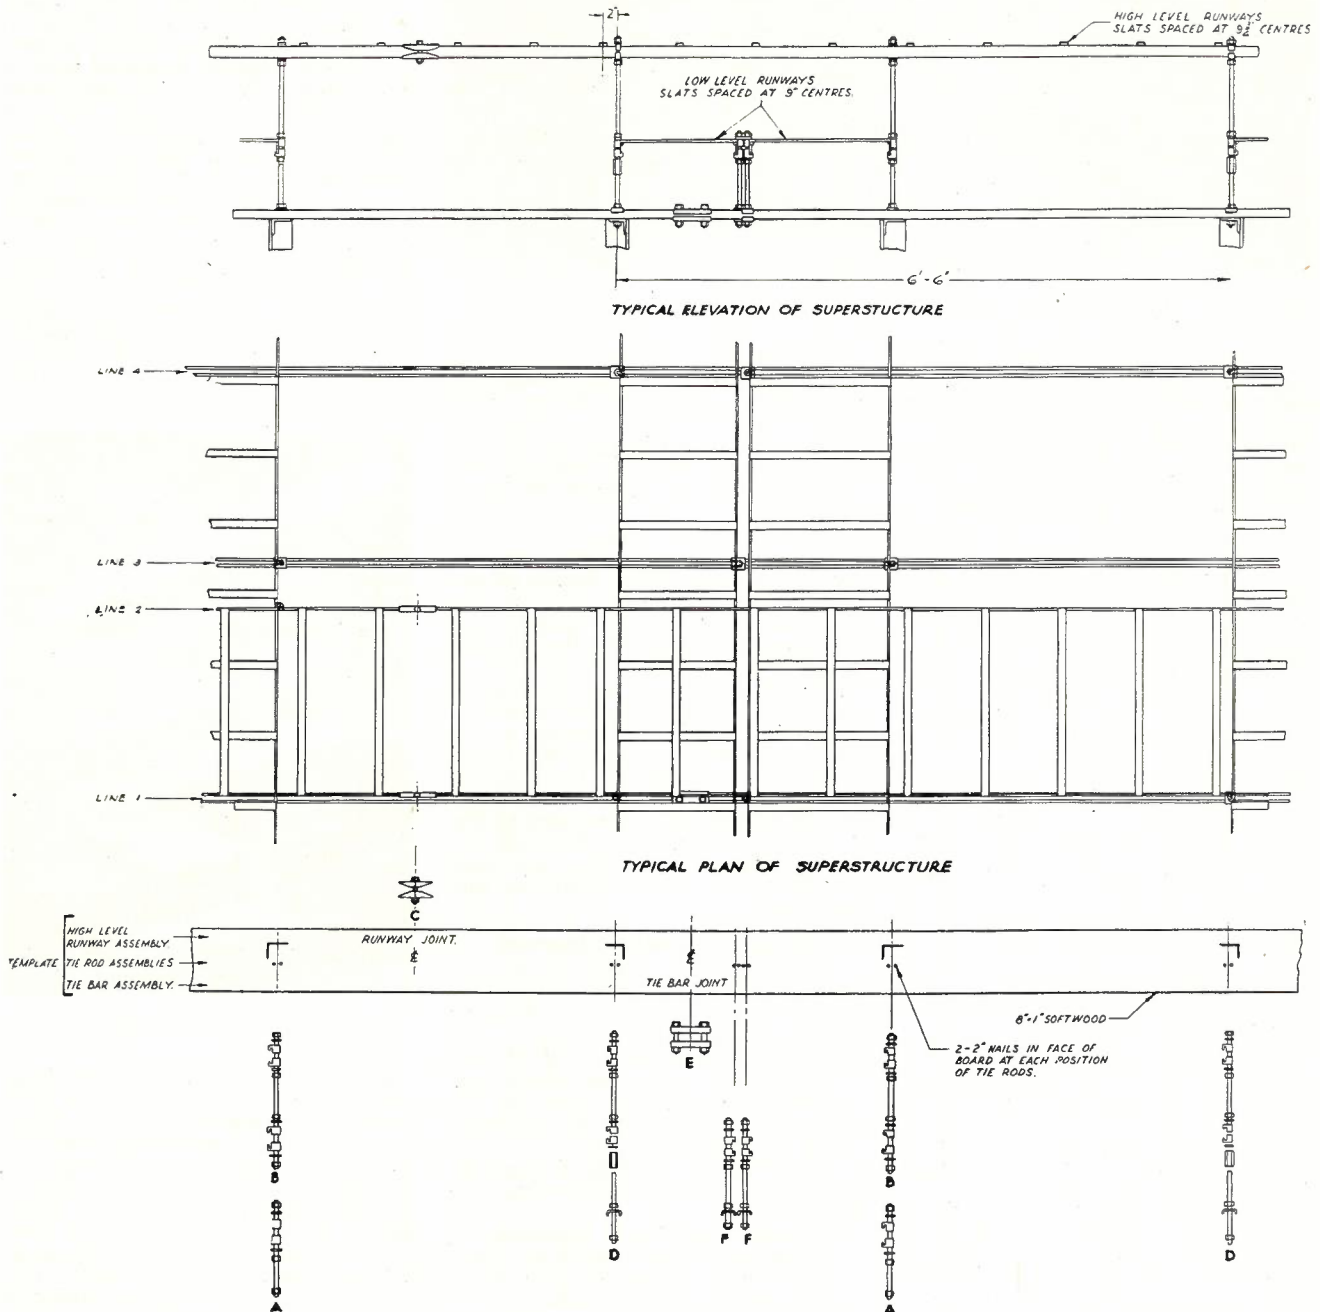 2"
HIGH LEVEL RUNWAYS
SLATS SPACED AT 9½" CENTRES
LOW LEVEL RUNWAYS
SLATS SPACED AT 9" CENTRES.
6'-6"
TYPICAL ELEVATION OF SUPERSTUCTURE
LINE 4
LINE 3
LINE 2
LINE 1
TYPICAL PLAN OF SUPERSTRUCTURE
C
HIGH LEVEL
RUNWAY ASSEMBLY.
RUNWAY JOINT.
℄
℄
TEMPLATE
TIE ROD ASSEMBLIES
TIE BAR ASSEMBLY.
TIE BAR JOINT
8"×1" SOFTWOOD
2-2" NAILS IN FACE OF
BOARD AT EACH POSITION
OF TIE RODS.
E
B
B
F
F
D
D
A
A